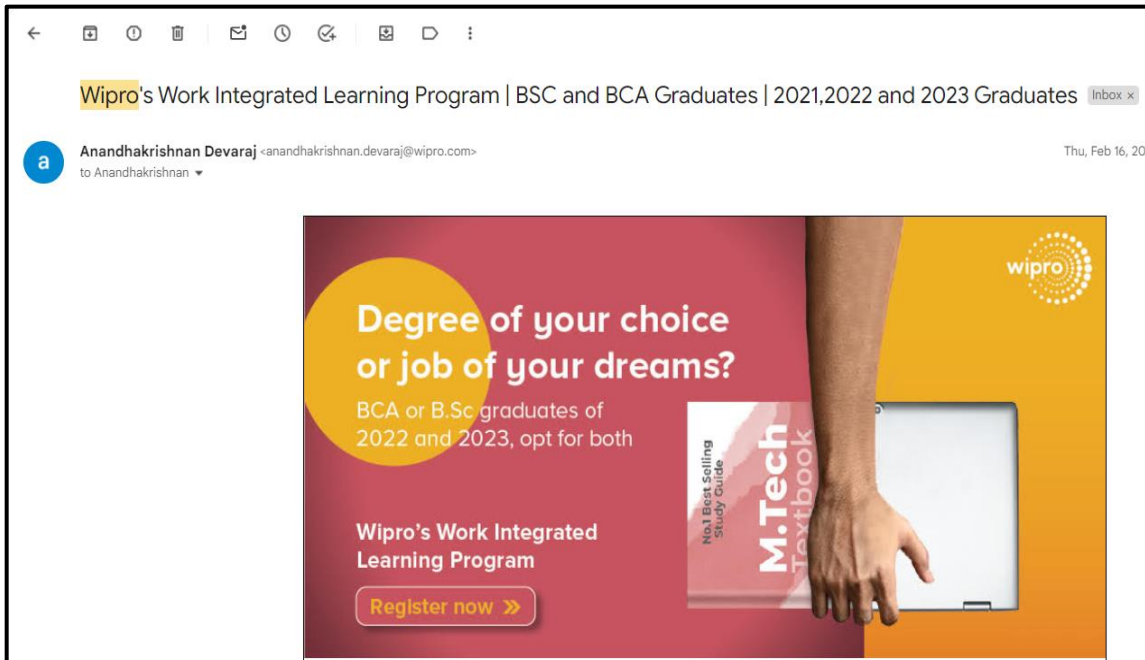 Wipro's Work Integrated Learning Program | BSC and BCA Graduates | 2021,2022 and 2023 Graduates Inbox ×
a
Anandhakrishnan Devaraj <anandhakrishnan.devaraj@wipro.com>
Thu, Feb 16, 20
to Anandhakrishnan
wipro
Degree of your choice
or job of your dreams?
BCA or B.Sc graduates of
2022 and 2023, opt for both
No.1 Best Selling
Study Guide
M.Tech
Textbook
Wipro's Work Integrated
Learning Program
Register now »